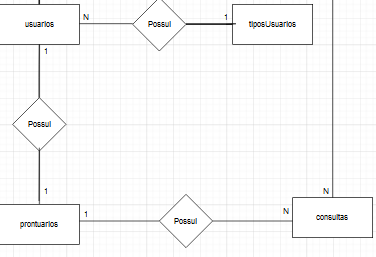 usuarios
N
Possui
1
tiposUsuarios
1
Possui
1
prontuarios
1
Possui
N
N
consultas